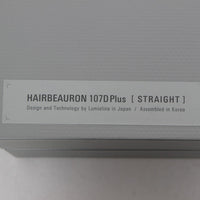 HAIRBEAURON 107D Plus [ STRAIGHT ]
Design and Technology by Lumielina in Japan / Assembled in Korea